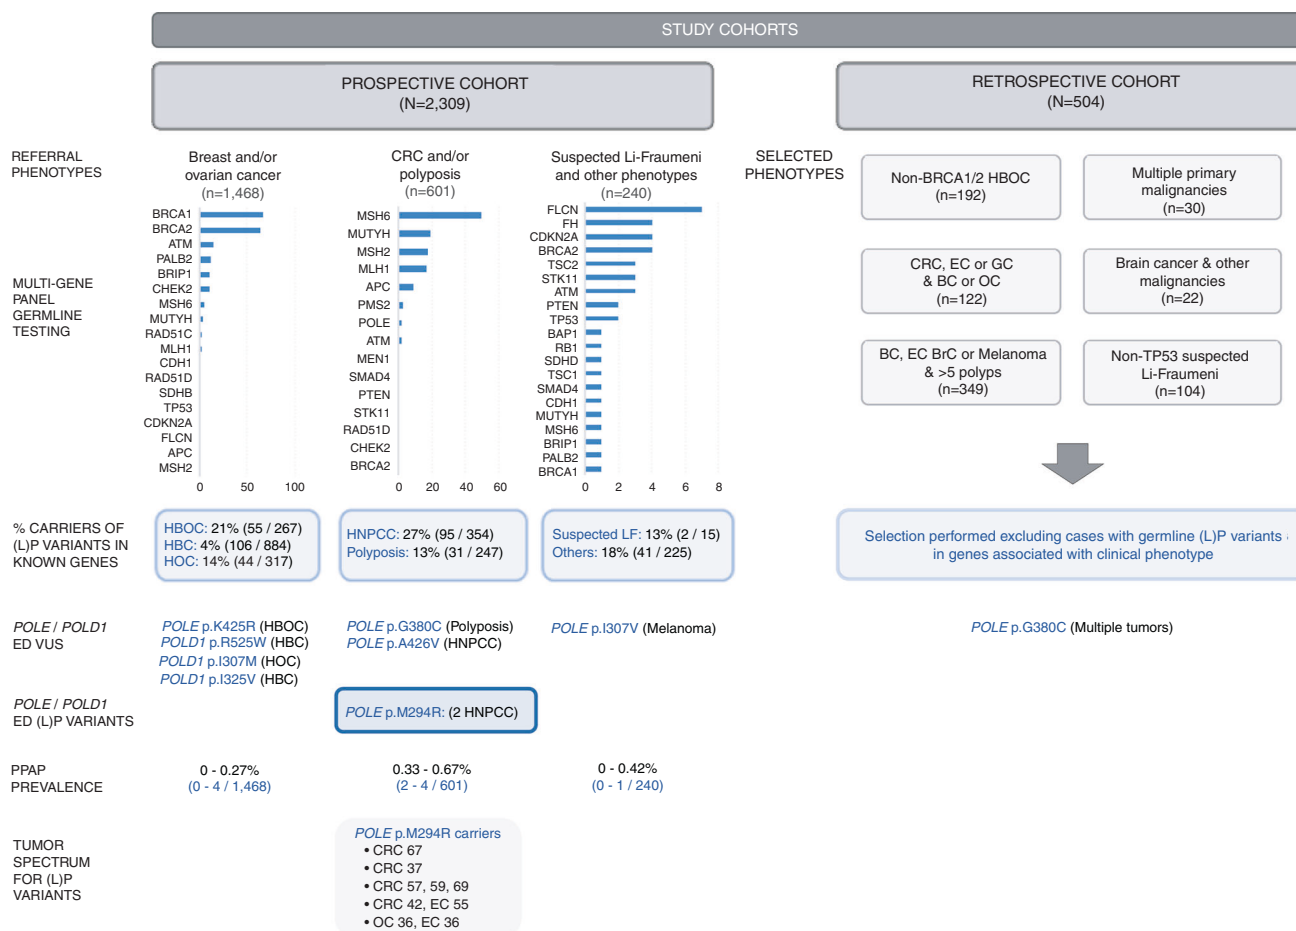 STUDY COHORTS
PROSPECTIVE COHORT
(N=2,309)
RETROSPECTIVE COHORT
(N=504)
REFERRAL
PHENOTYPES
Breast and/or
ovarian cancer
(n=1,468)
CRC and/or
polyposis
(n=601)
Suspected Li-Fraumeni
and other phenotypes
(n=240)
SELECTED
PHENOTYPES
Non-BRCA1/2 HBOC
(n=192)
Multiple primary
malignancies
(n=30)
CRC, EC or GC
& BC or OC
(n=122)
Brain cancer & other
malignancies
(n=22)
BC, EC BrC or Melanoma
& >5 polyps
(n=349)
Non-TP53 suspected
Li-Fraumeni
(n=104)
MULTI-GENE
PANEL
GERMLINE
TESTING
BRCA1
BRCA2
ATM
PALB2
BRIP1
CHEK2
MSH6
MUTYH
RAD51C
MLH1
CDH1
RAD51D
SDHB
TP53
CDKN2A
FLCN
APC
MSH2
0 50 100
MSH6
MUTYH
MSH2
MLH1
APC
PMS2
POLE
ATM
MEN1
SMAD4
PTEN
STK11
RAD51D
CHEK2
BRCA2
0 20 40 60
FLCN
FH
CDKN2A
BRCA2
TSC2
STK11
ATM
PTEN
TP53
BAP1
RB1
SDHD
TSC1
SMAD4
CDH1
MUTYH
MSH6
BRIP1
PALB2
BRCA1
0 2 4 6 8
% CARRIERS OF
(L)P VARIANTS IN
KNOWN GENES
HBOC: 21% (55 / 267)
HBC: 4% (106 / 884)
HOC: 14% (44 / 317)
HNPCC: 27% (95 / 354)
Polyposis: 13% (31 / 247)
Suspected LF: 13% (2 / 15)
Others: 18% (41 / 225)
Selection performed excluding cases with germline (L)P variants
in genes associated with clinical phenotype
POLE / POLD1
ED VUS
POLE p.K425R (HBOC)
POLD1 p.R525W (HBC)
POLD1 p.I307M (HOC)
POLD1 p.I325V (HBC)
POLE p.G380C (Polyposis)
POLE p.A426V (HNPCC)
POLE p.I307V (Melanoma)
POLE p.G380C (Multiple tumors)
POLE / POLD1
ED (L)P VARIANTS
POLE p.M294R: (2 HNPCC)
PPAP
PREVALENCE
0 - 0.27%
(0 - 4 / 1,468)
0.33 - 0.67%
(2 - 4 / 601)
0 - 0.42%
(0 - 1 / 240)
TUMOR
SPECTRUM
FOR (L)P
VARIANTS
POLE p.M294R carriers
• CRC 67
• CRC 37
• CRC 57, 59, 69
• CRC 42, EC 55
• OC 36, EC 36